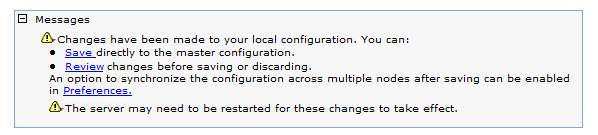 Messages
Changes have been made to your local configuration. You can:
• Save directly to the master configuration.
• Review changes before saving or discarding.
An option to synchronize the configuration across multiple nodes after saving can be enabled
in Preferences.
The server may need to be restarted for these changes to take effect.